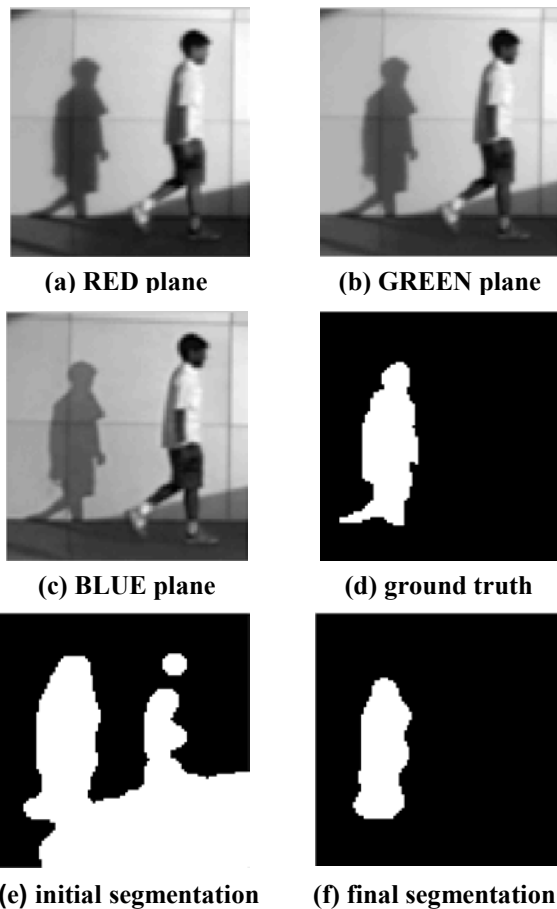 (a) RED plane
(b) GREEN plane
(c) BLUE plane
(d) ground truth
(e) initial segmentation
(f) final segmentation